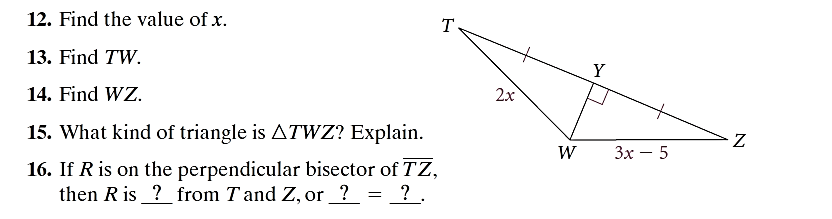 12. Find the value of x.
13. Find TW.
14. Find WZ.
15. What kind of triangle is △TWZ? Explain.
16. If R is on the perpendicular bisector of T̅Z̅,
then R is ? from T and Z, or ? = ?.
T
Y
2x
W
3x − 5
Z